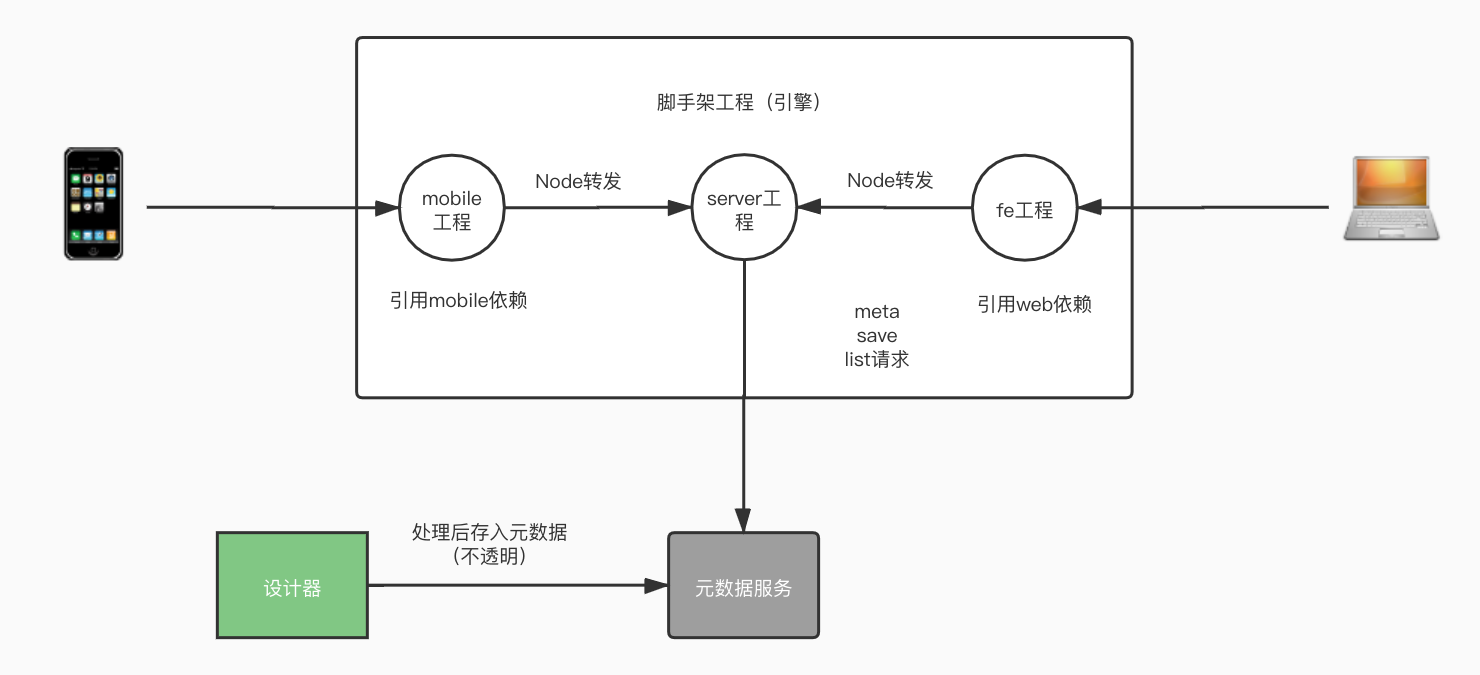 脚手架工程（引擎）
mobile
工程
Node转发
server工
程
Node转发
fe工程
引用mobile依赖
引用web依赖
meta
save
list请求
处理后存入元数据
（不透明）
设计器
元数据服务